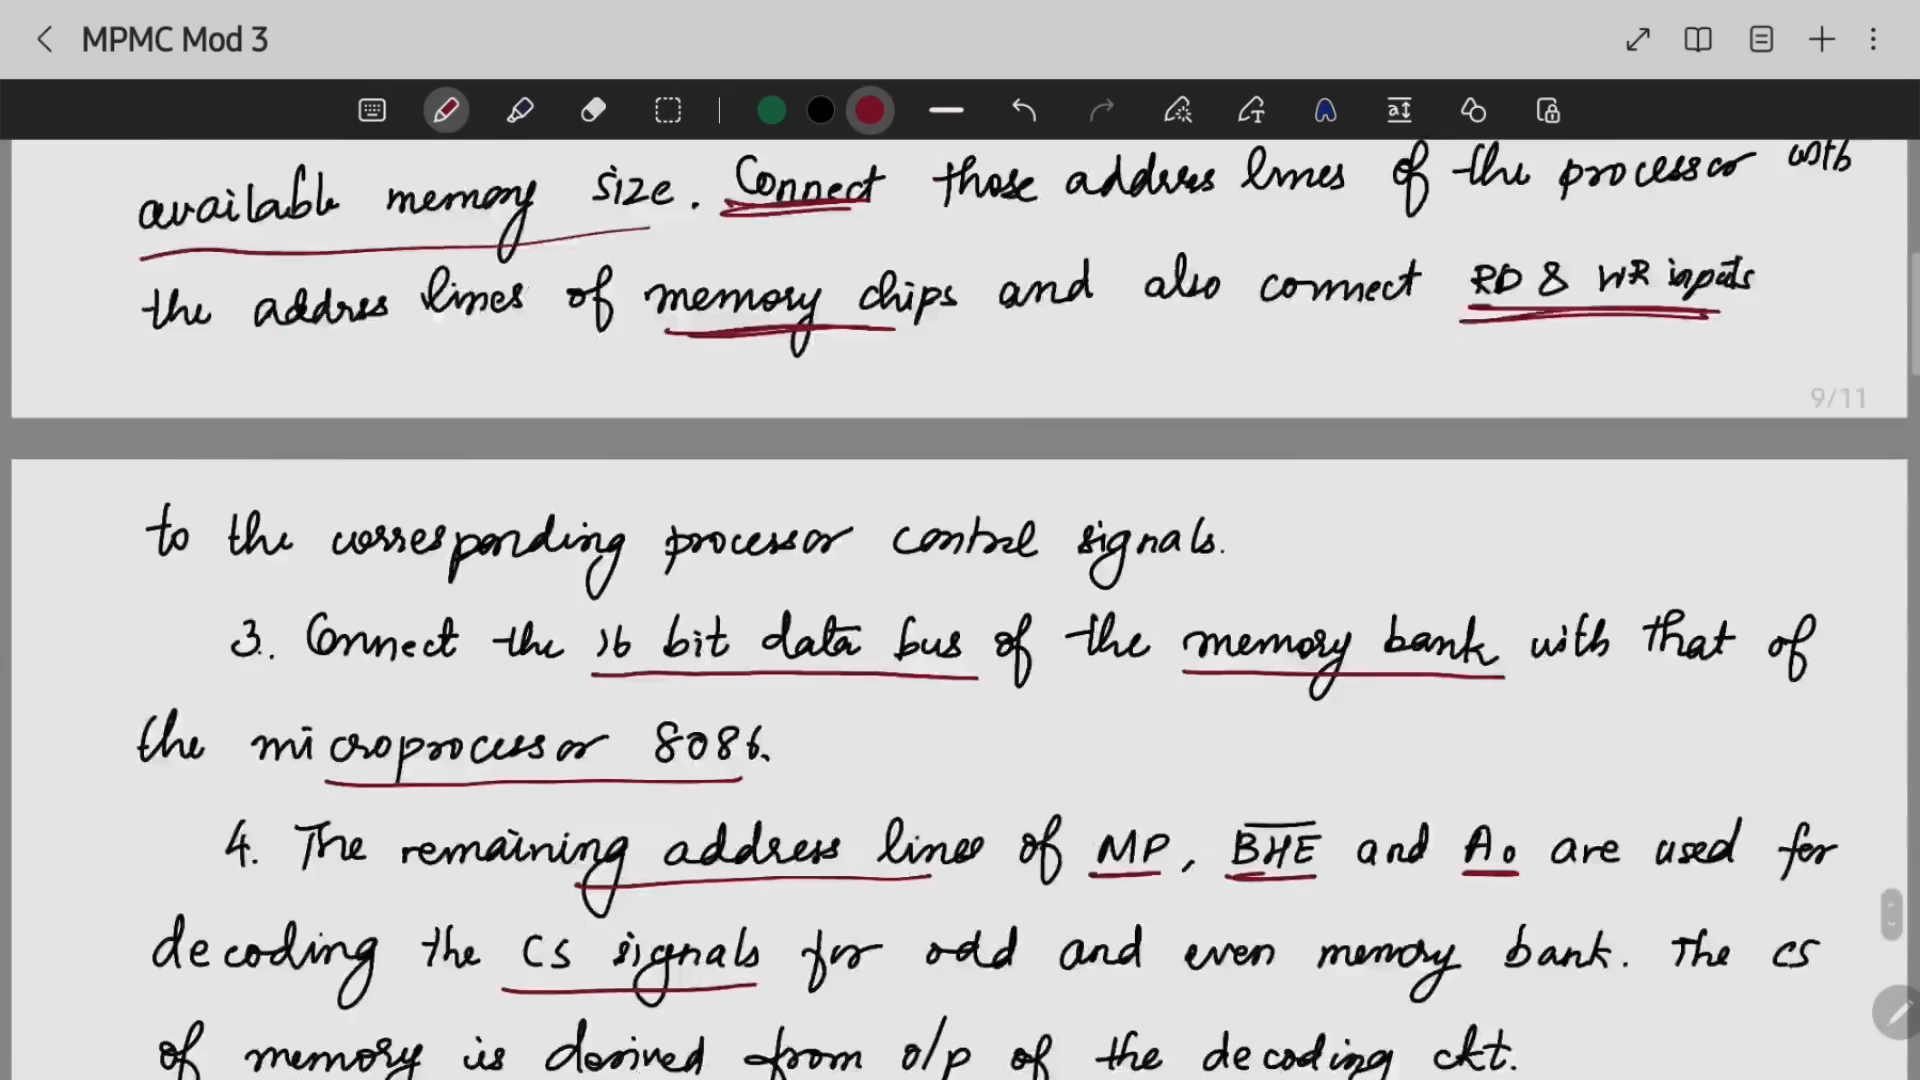 MPMC Mod 3
available memory size. Connect those address lines of the processor with
the address lines of memory chips and also connect RD & WR inputs
9/11
to the corresponding processor control signals.
3. Connect the 16 bit data bus of the memory bank with that of
the microprocessor 8086.
4. The remaining address lines of MP, B̅H̅E̅ and A₀ are used for
decoding the CS signals for odd and even memory bank. The CS
of memory is derived from o/p of the decoding ckt.